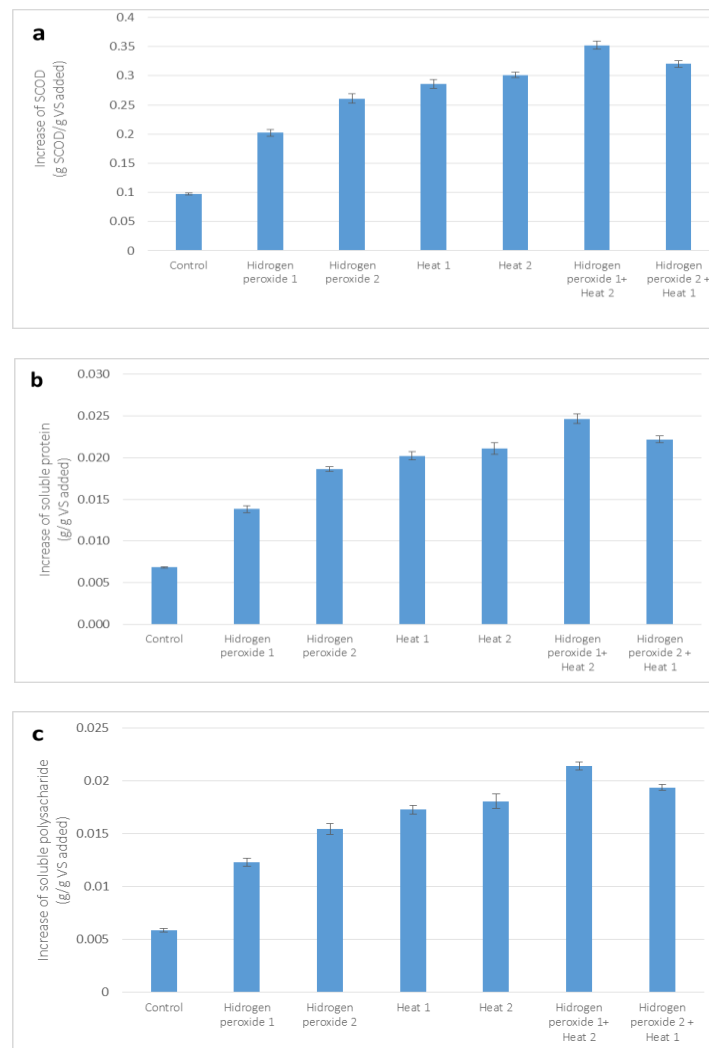 a
Increase of SCOD
(g SCOD/g VS added)
0.4
0.35
0.3
0.25
0.2
0.15
0.1
0.05
0
Control
Hidrogen
peroxide 1
Hidrogen
peroxide 2
Heat 1
Heat 2
Hidrogen
peroxide 1+
Heat 2
Hidrogen
peroxide 2 +
Heat 1
b
Increase of soluble protein
(g/g VS added)
0.030
0.025
0.020
0.015
0.010
0.005
0.000
Control
Hidrogen
peroxide 1
Hidrogen
peroxide 2
Heat 1
Heat 2
Hidrogen
peroxide 1+
Heat 2
Hidrogen
peroxide 2 +
Heat 1
c
Increase of soluble polysacharide
(g/g VS added)
0.025
0.02
0.015
0.01
0.005
0
Control
Hidrogen
peroxide 1
Hidrogen
peroxide 2
Heat 1
Heat 2
Hidrogen
peroxide 1+
Heat 2
Hidrogen
peroxide 2 +
Heat 1